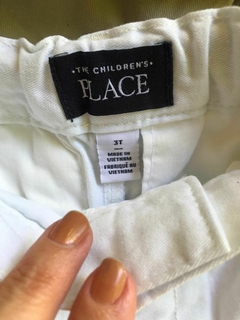 • THE CHILDREN'S •
PLACE
3T
MADE IN
VIETNAM
FABRIQUÉ AU
VIETNAM